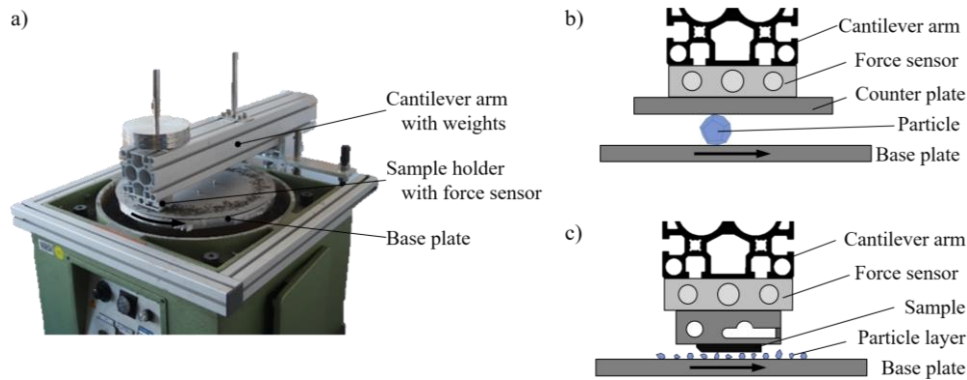 a)
Cantilever arm
with weights
Sample holder
with force sensor
Base plate
b)
Cantilever arm
Force sensor
Counter plate
Particle
Base plate
c)
Cantilever arm
Force sensor
Sample
Particle layer
Base plate